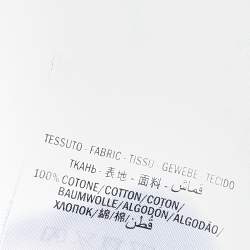 TESSUTO - FABRIC - TISSU - GEWEBE - TECIDO
ТКАНЬ - 表地 - 面料 - قماش
100% COTONE/COTTON/COTON/
BAUMWOLLE/ALGODON/ALGODÃO/
ХЛОПОК/綿/棉/قطن